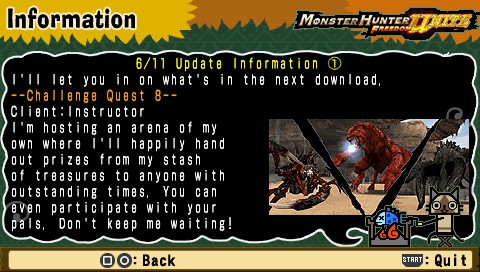 Information
MONSTER HUNTER
FREEDOM UNITE
6/11 Update Information ①
I'll let you in on what's in the next download.
--Challenge Quest 8--
Client:Instructor
I'm hosting an arena of my
own where I'll happily hand
out prizes from my stash
of treasures to anyone with
outstanding times. You can
even participate with your
pals. Don't keep me waiting!
□○: Back
START: Quit